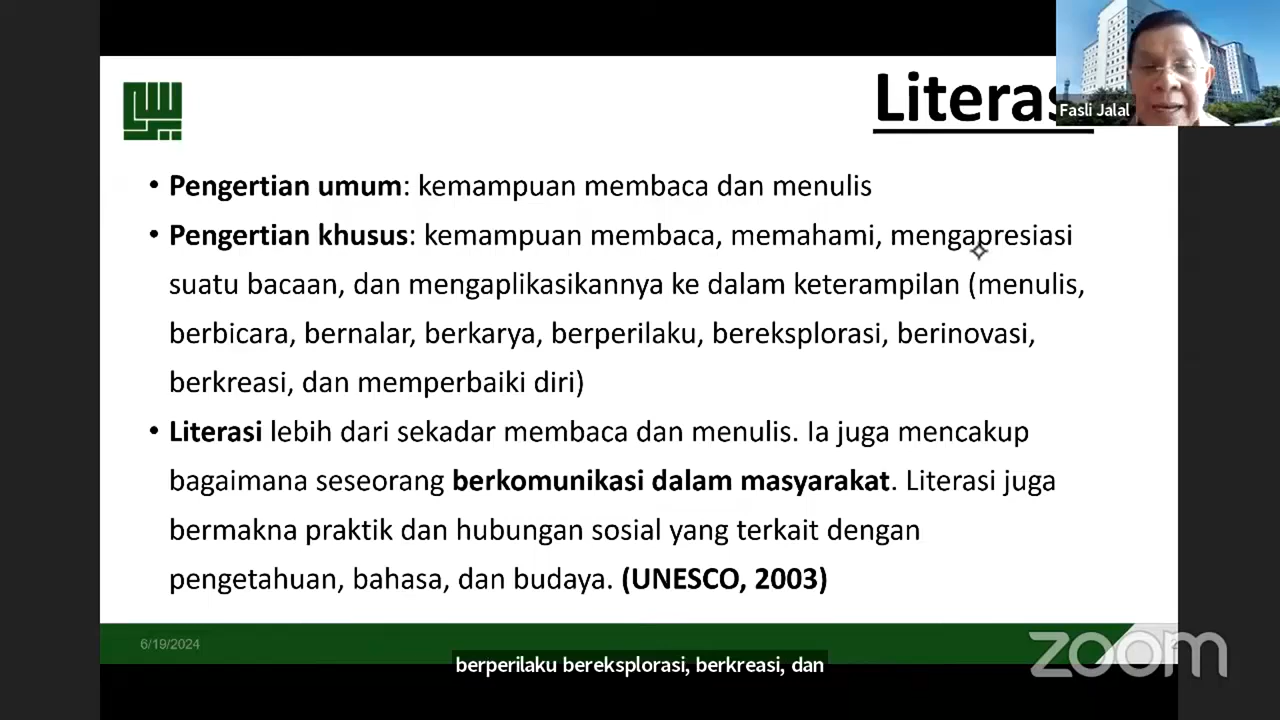 Literas
Fasli Jalal
• Pengertian umum: kemampuan membaca dan menulis
• Pengertian khusus: kemampuan membaca, memahami, mengapresiasi
suatu bacaan, dan mengaplikasikannya ke dalam keterampilan (menulis,
berbicara, bernalar, berkarya, berperilaku, bereksplorasi, berinovasi,
berkreasi, dan memperbaiki diri)
• Literasi lebih dari sekadar membaca dan menulis. Ia juga mencakup
bagaimana seseorang berkomunikasi dalam masyarakat. Literasi juga
bermakna praktik dan hubungan sosial yang terkait dengan
pengetahuan, bahasa, dan budaya. (UNESCO, 2003)
6/19/2024
zoom
berperilaku bereksplorasi, berkreasi, dan